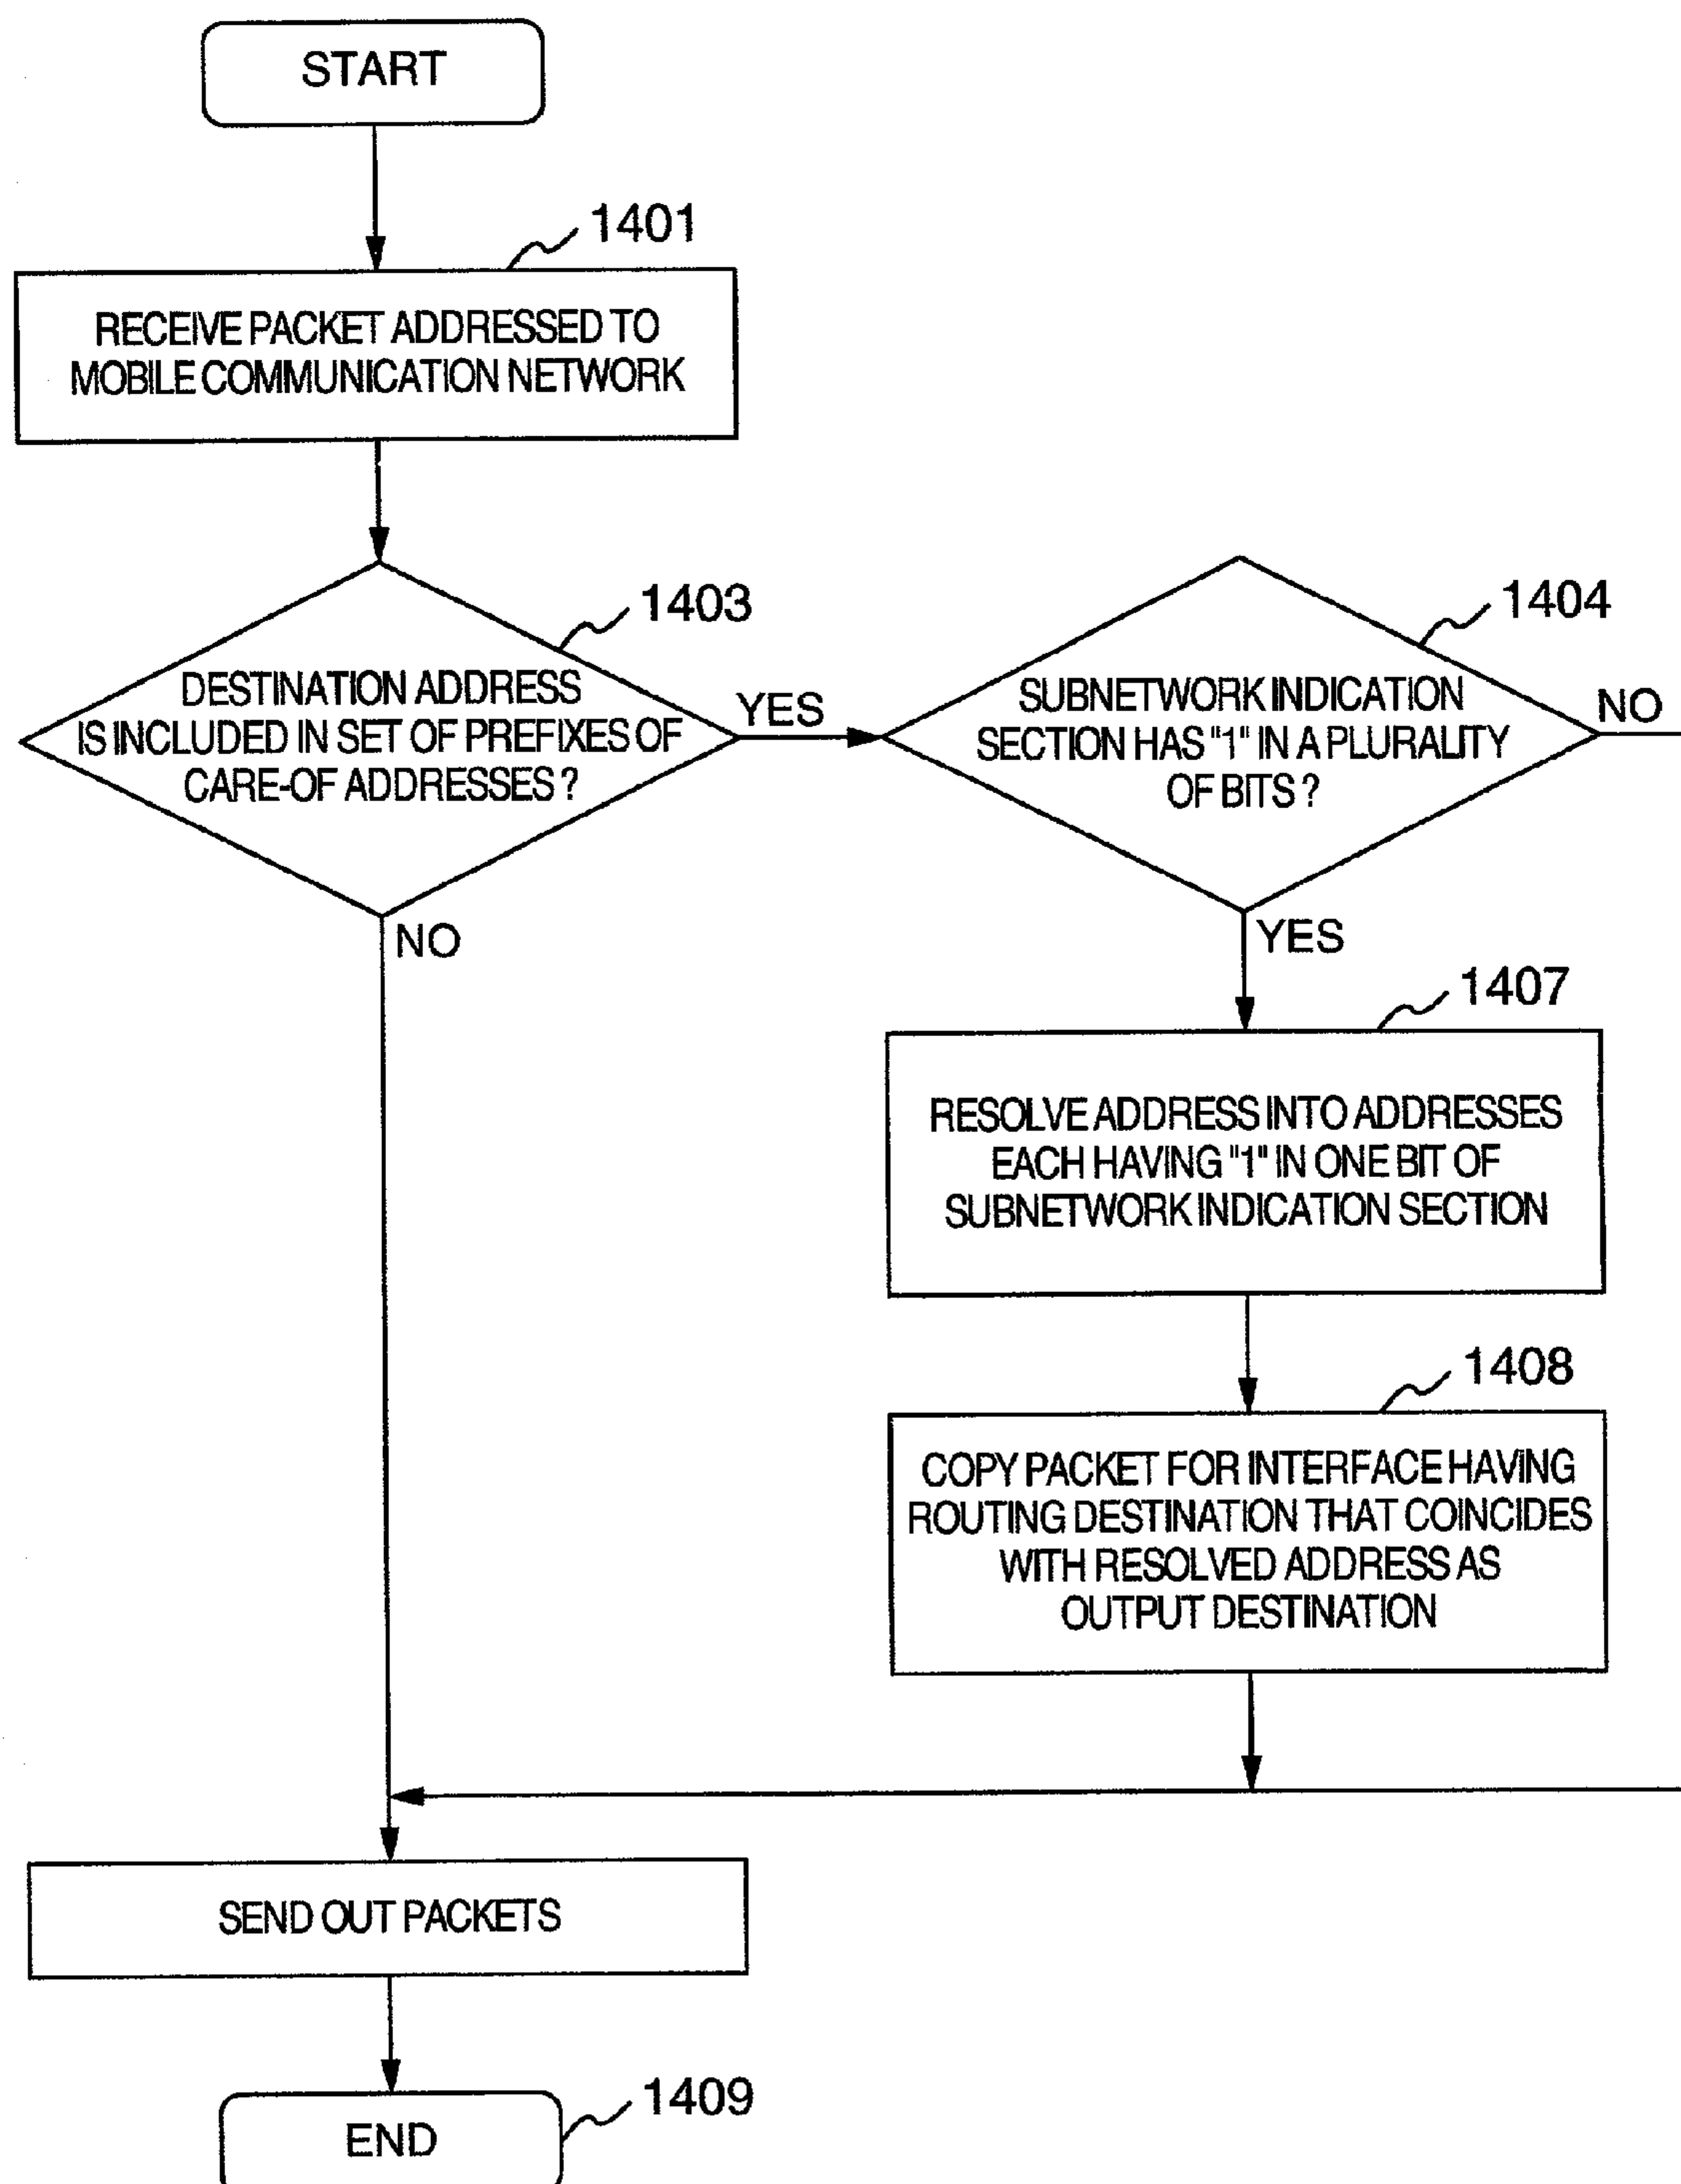 START
1401
RECEIVE PACKET ADDRESSED TO
MOBILE COMMUNICATION NETWORK
1403
DESTINATION ADDRESS
IS INCLUDED IN SET OF PREFIXES OF
CARE-OF ADDRESSES ?
YES
NO
1404
SUBNETWORK INDICATION
SECTION HAS "1" IN A PLURALITY
OF BITS ?
NO
YES
1407
RESOLVE ADDRESS INTO ADDRESSES
EACH HAVING "1" IN ONE BIT OF
SUBNETWORK INDICATION SECTION
1408
COPY PACKET FOR INTERFACE HAVING
ROUTING DESTINATION THAT COINCIDES
WITH RESOLVED ADDRESS AS
OUTPUT DESTINATION
SEND OUT PACKETS
1409
END